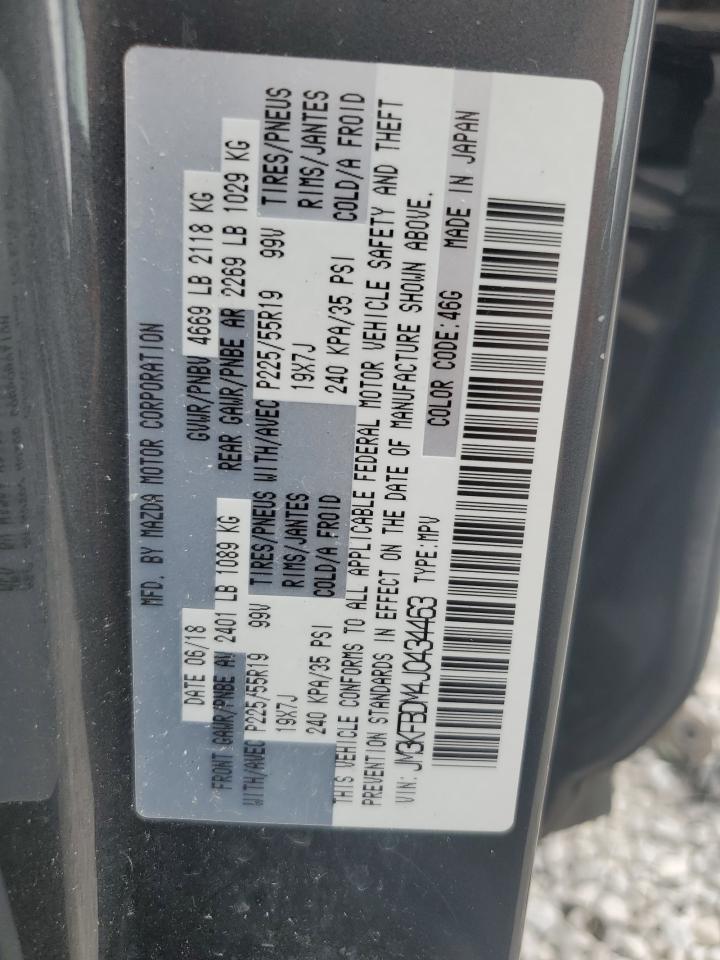 MFD. BY MAZDA MOTOR CORPORATION
DATE 06/18 GVWR/PNBV 4669 LB 2118 KG
FRONT GAWR/PNBE AV 2401 LB 1089 KG REAR GAWR/PNBE AR 2269 LB 1029 KG
WITH/AVEC P225/55R19 99V TIRES/PNEUS WITH/AVEC P225/55R19 99V TIRES/PNEUS
19X7J RIMS/JANTES 19X7J RIMS/JANTES
240 KPA/35 PSI COLD/A FROID 240 KPA/35 PSI COLD/A FROID
THIS VEHICLE CONFORMS TO ALL APPLICABLE FEDERAL MOTOR VEHICLE SAFETY AND THEFT
PREVENTION STANDARDS IN EFFECT ON THE DATE OF MANUFACTURE SHOWN ABOVE.
VIN: JM3KFBDM4J0434463 TYPE: MPV COLOR CODE: 46G MADE IN JAPAN